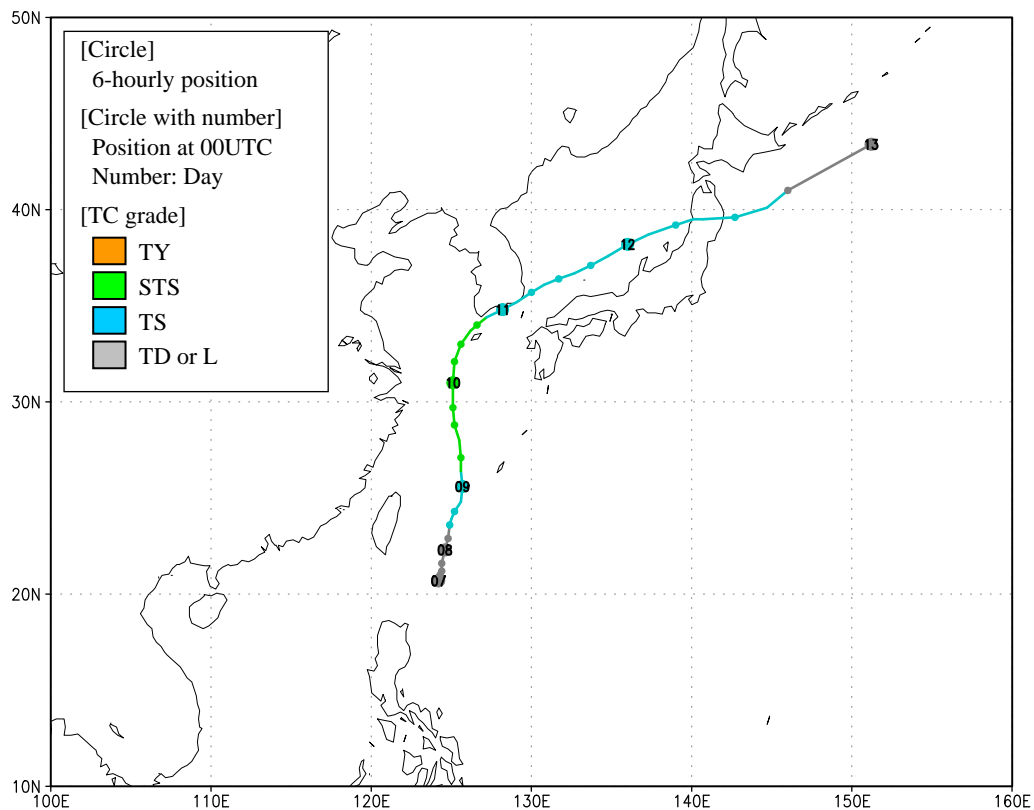 50N
[Circle]
6-hourly position
[Circle with number]
Position at 00UTC
Number: Day
[TC grade]
TY
STS
TS
TD or L
13
40N
12
11
10
30N
09
08
07
20N
10N
100E 110E 120E 130E 140E 150E 160E